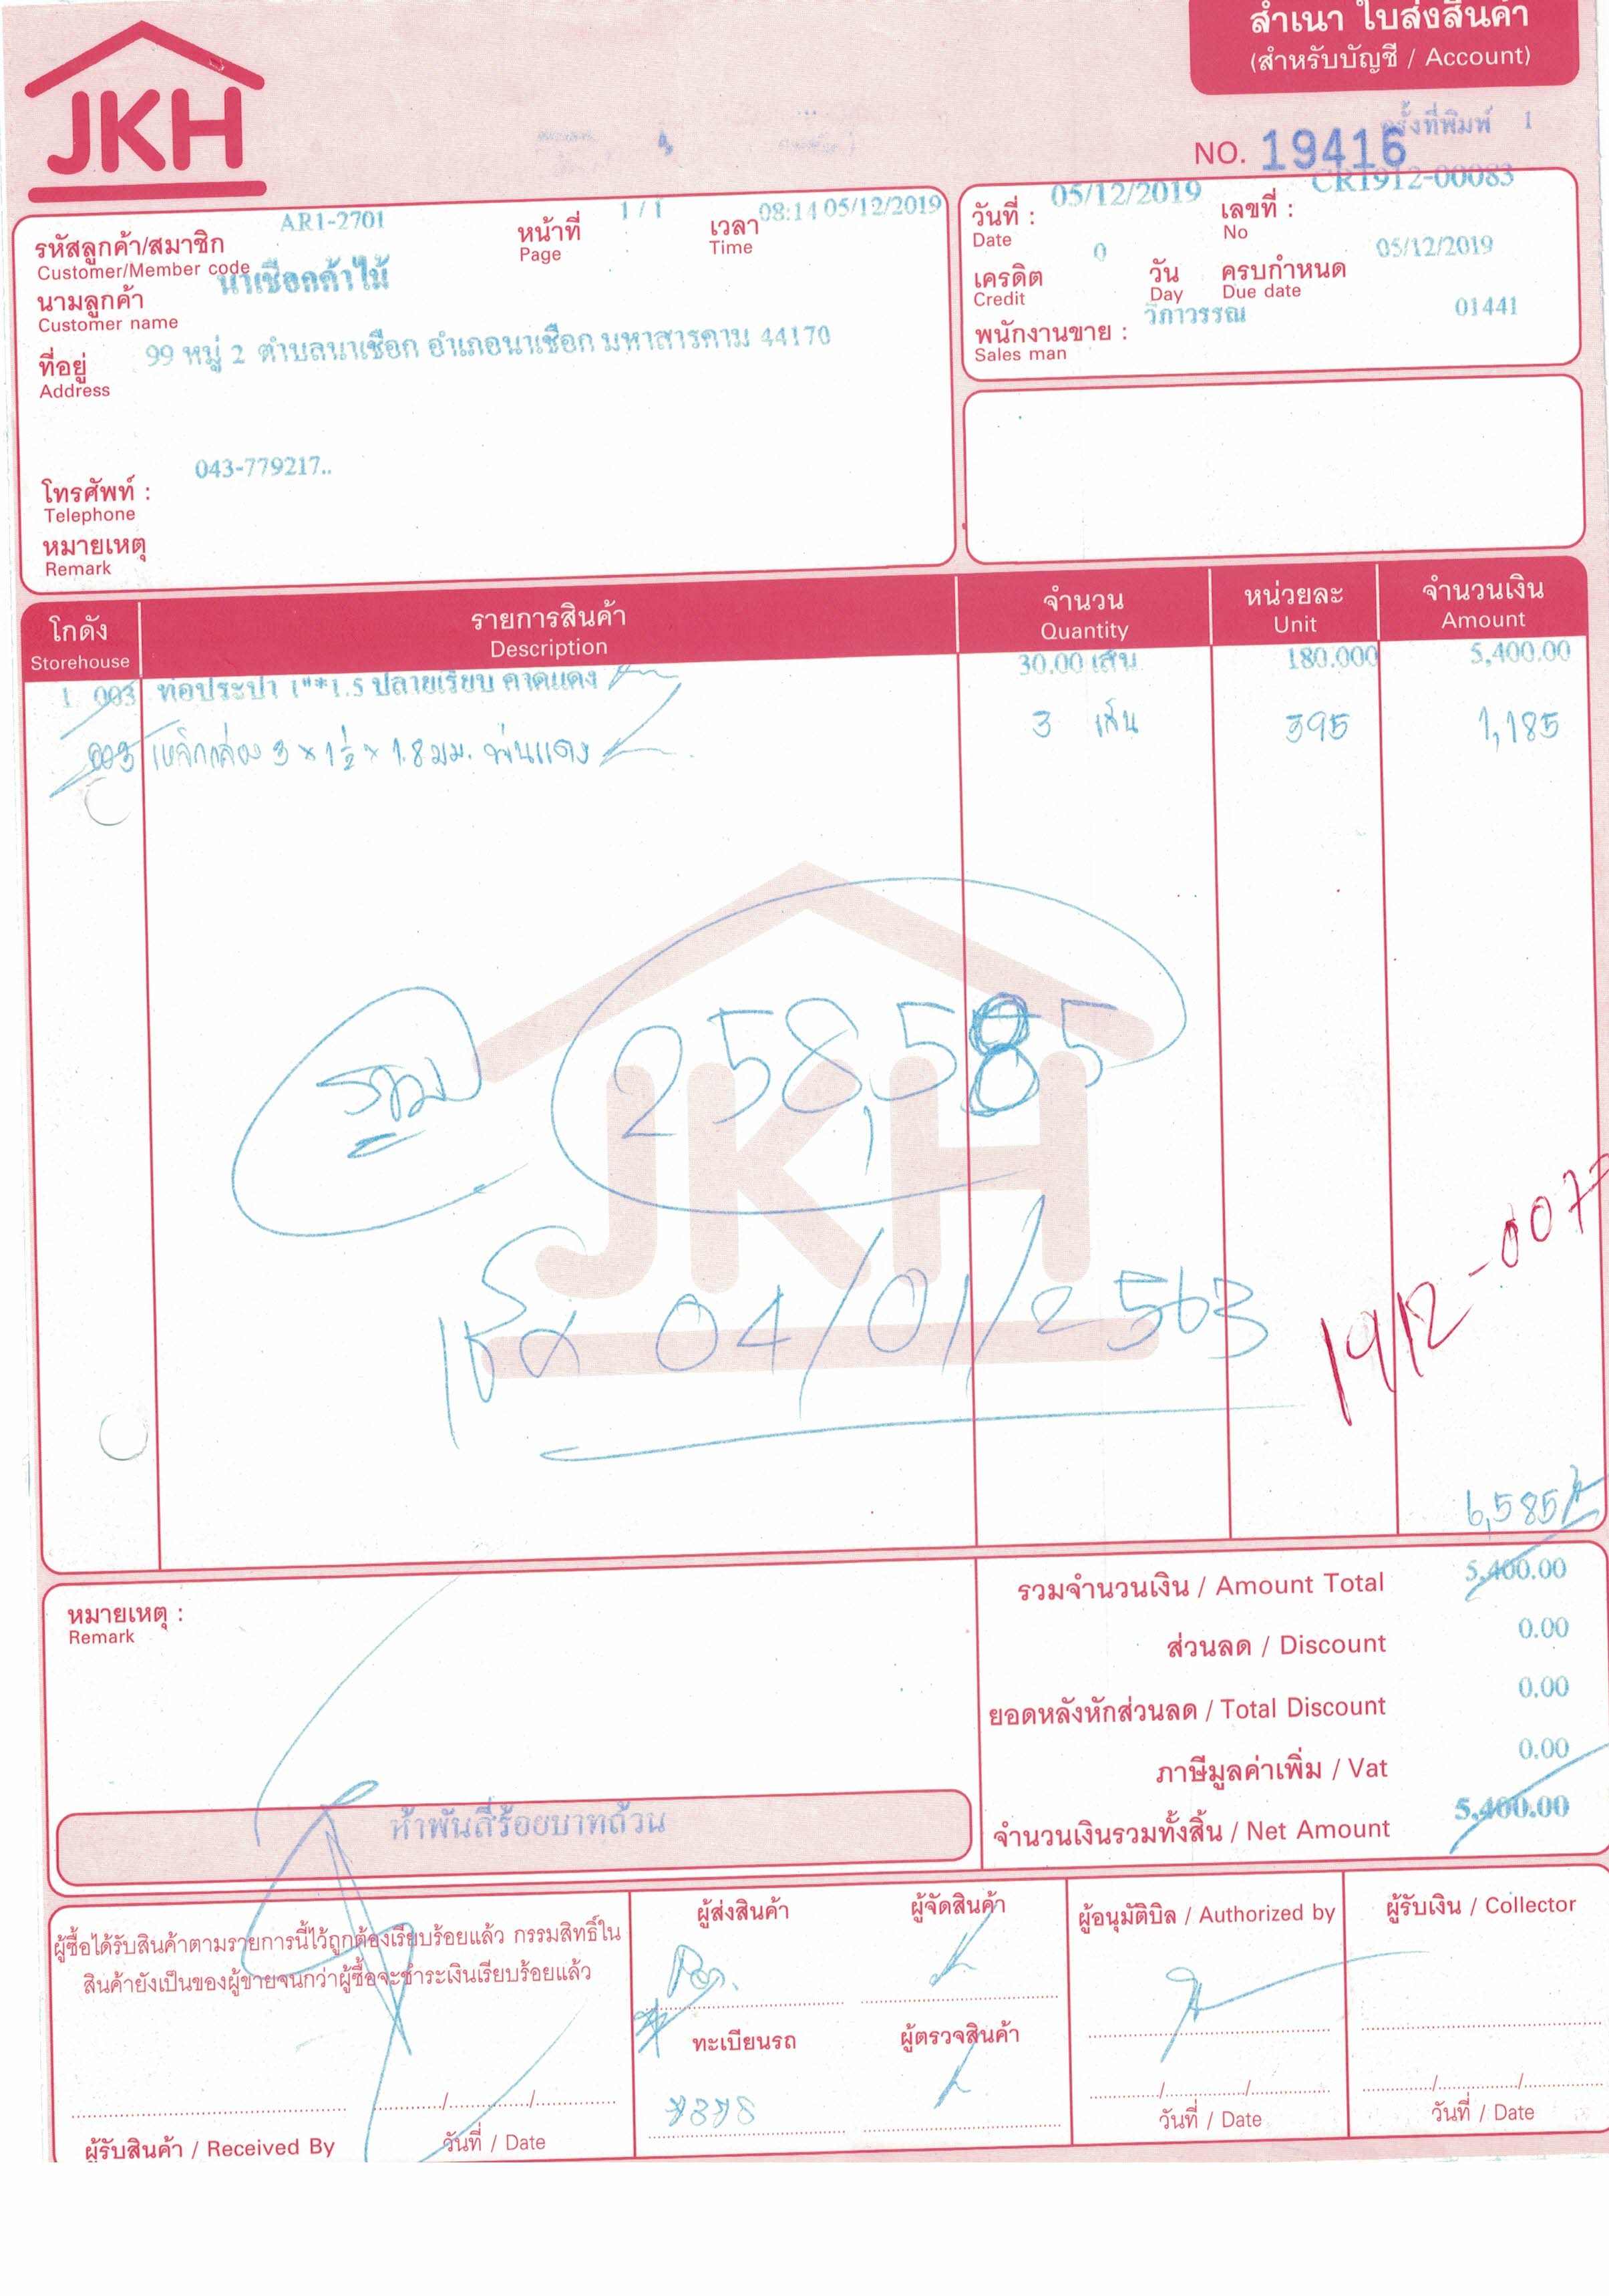 JKH
สำเนา ใบส่งสินค้า
(สำหรับบัญชี / Account)
ครั้งที่พิมพ์ 1
NO. 19416
รหัสลูกค้า/สมาชิก AR1-2701
Customer/Member code
หน้าที่ 1 / 1
Page
เวลา 08:14 05/12/2019
Time
นามลูกค้า นาเชือกค้าไม้
Customer name
ที่อยู่ 99 หมู่ 2 ตำบลนาเชือก อำเภอนาเชือก มหาสารคาม 44170
Address
โทรศัพท์ : 043-779217..
Telephone
หมายเหตุ
Remark
วันที่ : 05/12/2019 เลขที่ : CR1912-00083
Date No
เครดิต 0 วัน ครบกำหนด 05/12/2019
Credit Day Due date
พนักงานขาย : วิภาวรรณ 01441
Sales man
โกดัง รายการสินค้า จำนวน หน่วยละ จำนวนเงิน
Storehouse Description Quantity Unit Amount
1 003 ท่อประปา 1"*1.5 ปลายเรียบ คาดแดง 30.00 เส้น 180.000 5,400.00
003 เหล็กกล่อง 3 x 1½ x 1.8 มม. พ่นแดง 3 เส้น 395 1,185
รวม 258,585
JKH
เช็ค 04/01/2563
1912-0077
6,585
รวมจำนวนเงิน / Amount Total 5,400.00
หมายเหตุ :
Remark
ส่วนลด / Discount 0.00
ยอดหลังหักส่วนลด / Total Discount 0.00
ภาษีมูลค่าเพิ่ม / Vat 0.00
ห้าพันสี่ร้อยบาทถ้วน
จำนวนเงินรวมทั้งสิ้น / Net Amount 5,400.00
ผู้ซื้อได้รับสินค้าตามรายการนี้ไว้ถูกต้องเรียบร้อยแล้ว กรรมสิทธิ์ใน
สินค้ายังเป็นของผู้ขายจนกว่าผู้ซื้อจะชำระเงินเรียบร้อยแล้ว
ผู้ส่งสินค้า ผู้จัดสินค้า ผู้อนุมัติบิล / Authorized by ผู้รับเงิน / Collector
ทะเบียนรถ ผู้ตรวจสินค้า
ผู้รับสินค้า / Received By วันที่ / Date วันที่ / Date วันที่ / Date